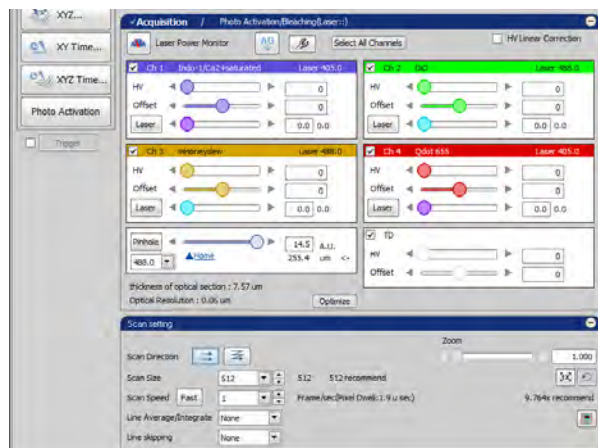 XYZ...
XY Time...
XYZ Time...
Photo Activation
Trigger
Acquisition / Photo Activation/Bleaching(Laser::)
Laser Power Monitor
Select All Channels
HV Linear Correction
Ch 1 Indo-1/Ca2+saturated Laser 405.0
HV 0
Offset 0
Laser 0.0 0.0
Ch 2 DiO Laser 488.0
HV 0
Offset 0
Laser 0.0 0.0
Ch 3 mHoneydew Laser 488.0
HV 0
Offset 0
Laser 0.0 0.0
Ch 4 Qdot 655 Laser 405.0
HV 0
Offset 0
Laser 0.0 0.0
Pinhole 14.5 A.U.
488.0 Home 255.4 um <-
TD
HV 0
Offset 0
thickness of optical section : 7.57 um
Optical Resolution : 0.06 um
Optimize
Scan setting
Zoom
Scan Direction 1.000
Scan Size 512 512 512 recommend
Scan Speed Fast 1 Frame/sec(Pixel Dwell:1.9 u sec) 9.764x recommend
Line Average/Integrate None
Line skipping None